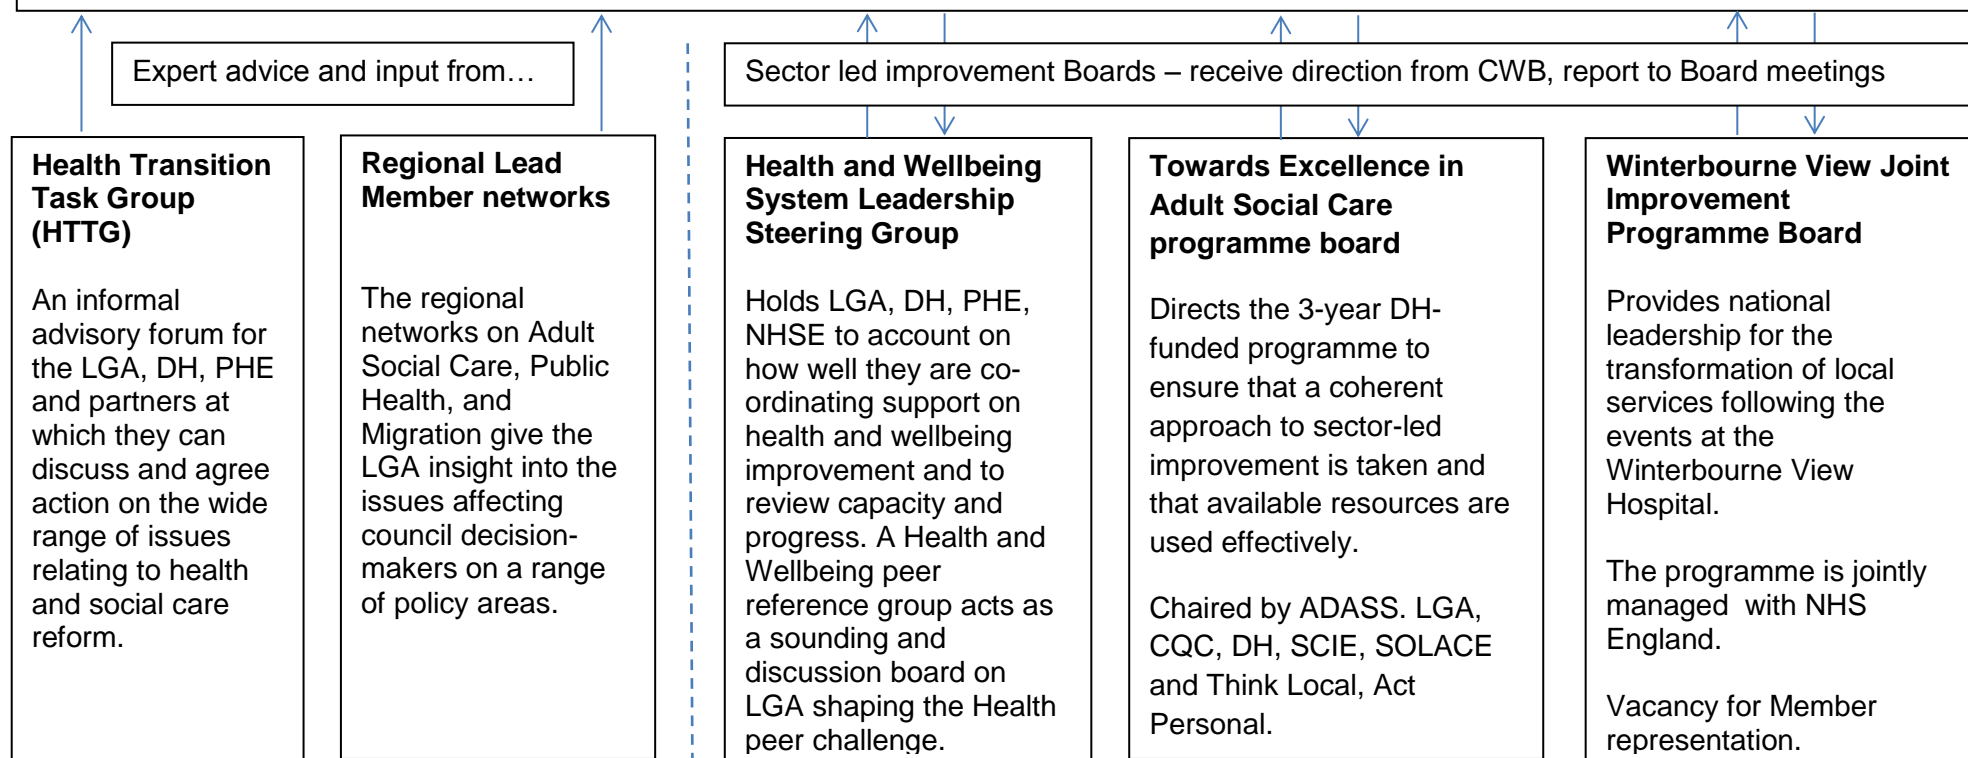 Expert advice and input from…
Sector led improvement Boards – receive direction from CWB, report to Board meetings
Health Transition
Task Group
(HTTG)
An informal
advisory forum for
the LGA, DH, PHE
and partners at
which they can
discuss and agree
action on the wide
range of issues
relating to health
and social care
reform.
Regional Lead
Member networks
The regional
networks on Adult
Social Care, Public
Health, and
Migration give the
LGA insight into the
issues affecting
council decision-
makers on a range
of policy areas.
Health and Wellbeing
System Leadership
Steering Group
Holds LGA, DH, PHE,
NHSE to account on
how well they are co-
ordinating support on
health and wellbeing
improvement and to
review capacity and
progress. A Health and
Wellbeing peer
reference group acts as
a sounding and
discussion board on
LGA shaping the Health
peer challenge.
Towards Excellence in
Adult Social Care
programme board
Directs the 3-year DH-
funded programme to
ensure that a coherent
approach to sector-led
improvement is taken and
that available resources are
used effectively.
Chaired by ADASS. LGA,
CQC, DH, SCIE, SOLACE
and Think Local, Act
Personal.
Winterbourne View Joint
Improvement
Programme Board
Provides national
leadership for the
transformation of local
services following the
events at the
Winterbourne View
Hospital.
The programme is jointly
managed  with NHS
England.
Vacancy for Member
representation.